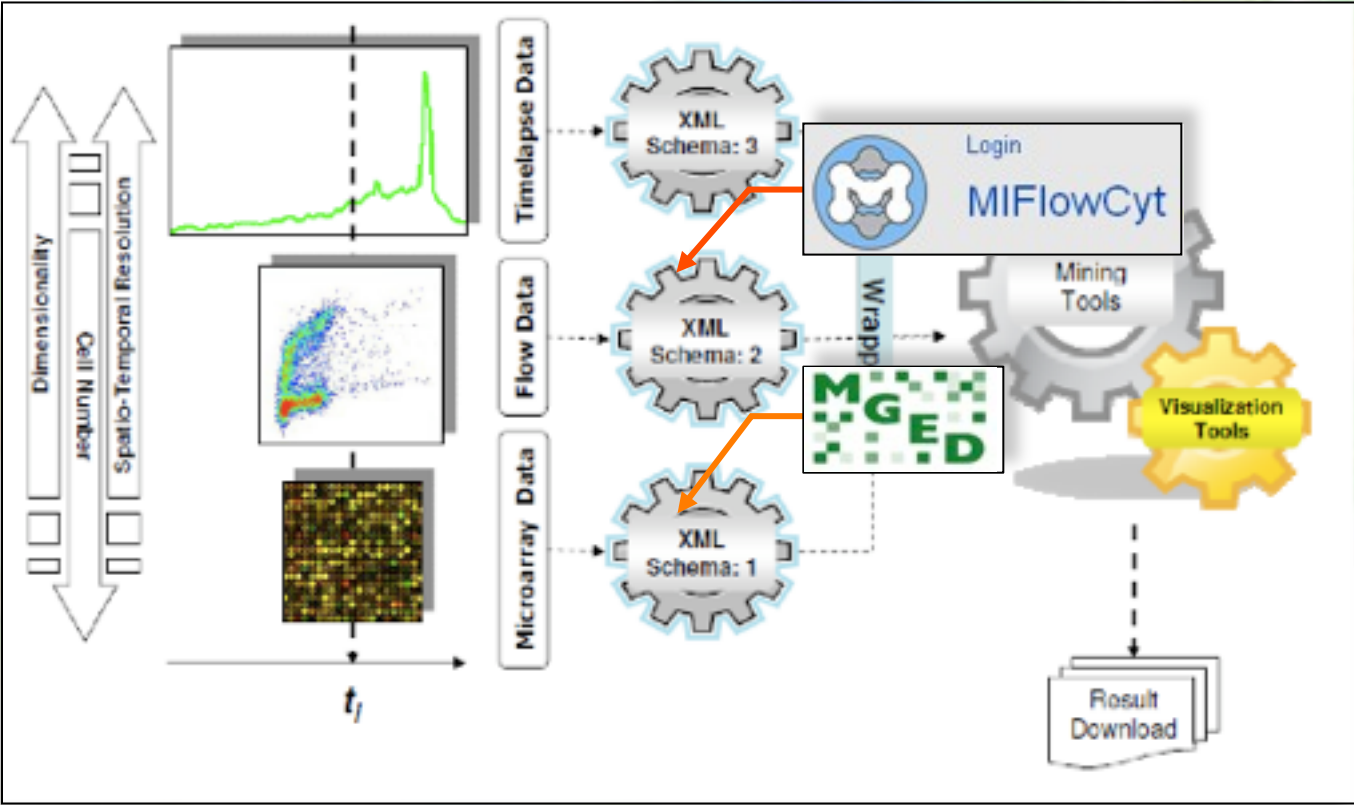 Dimensionality
Cell Number
Spatio-Temporal Resolution
t
Timelapse Data
Flow Data
Microarray Data
XML
Schema: 3
XML
Schema: 2
XML
Schema: 1
Login
MIFlowCyt
Wrapp
MGED
Mining
Tools
Visualization
Tools
Result
Download